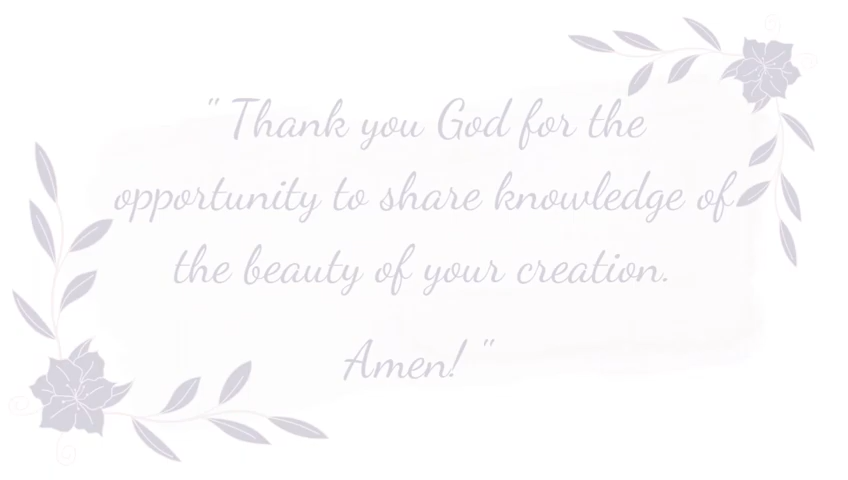 " Thank you God for the
opportunity to share knowledge of
the beauty of your creation.
Amen! "